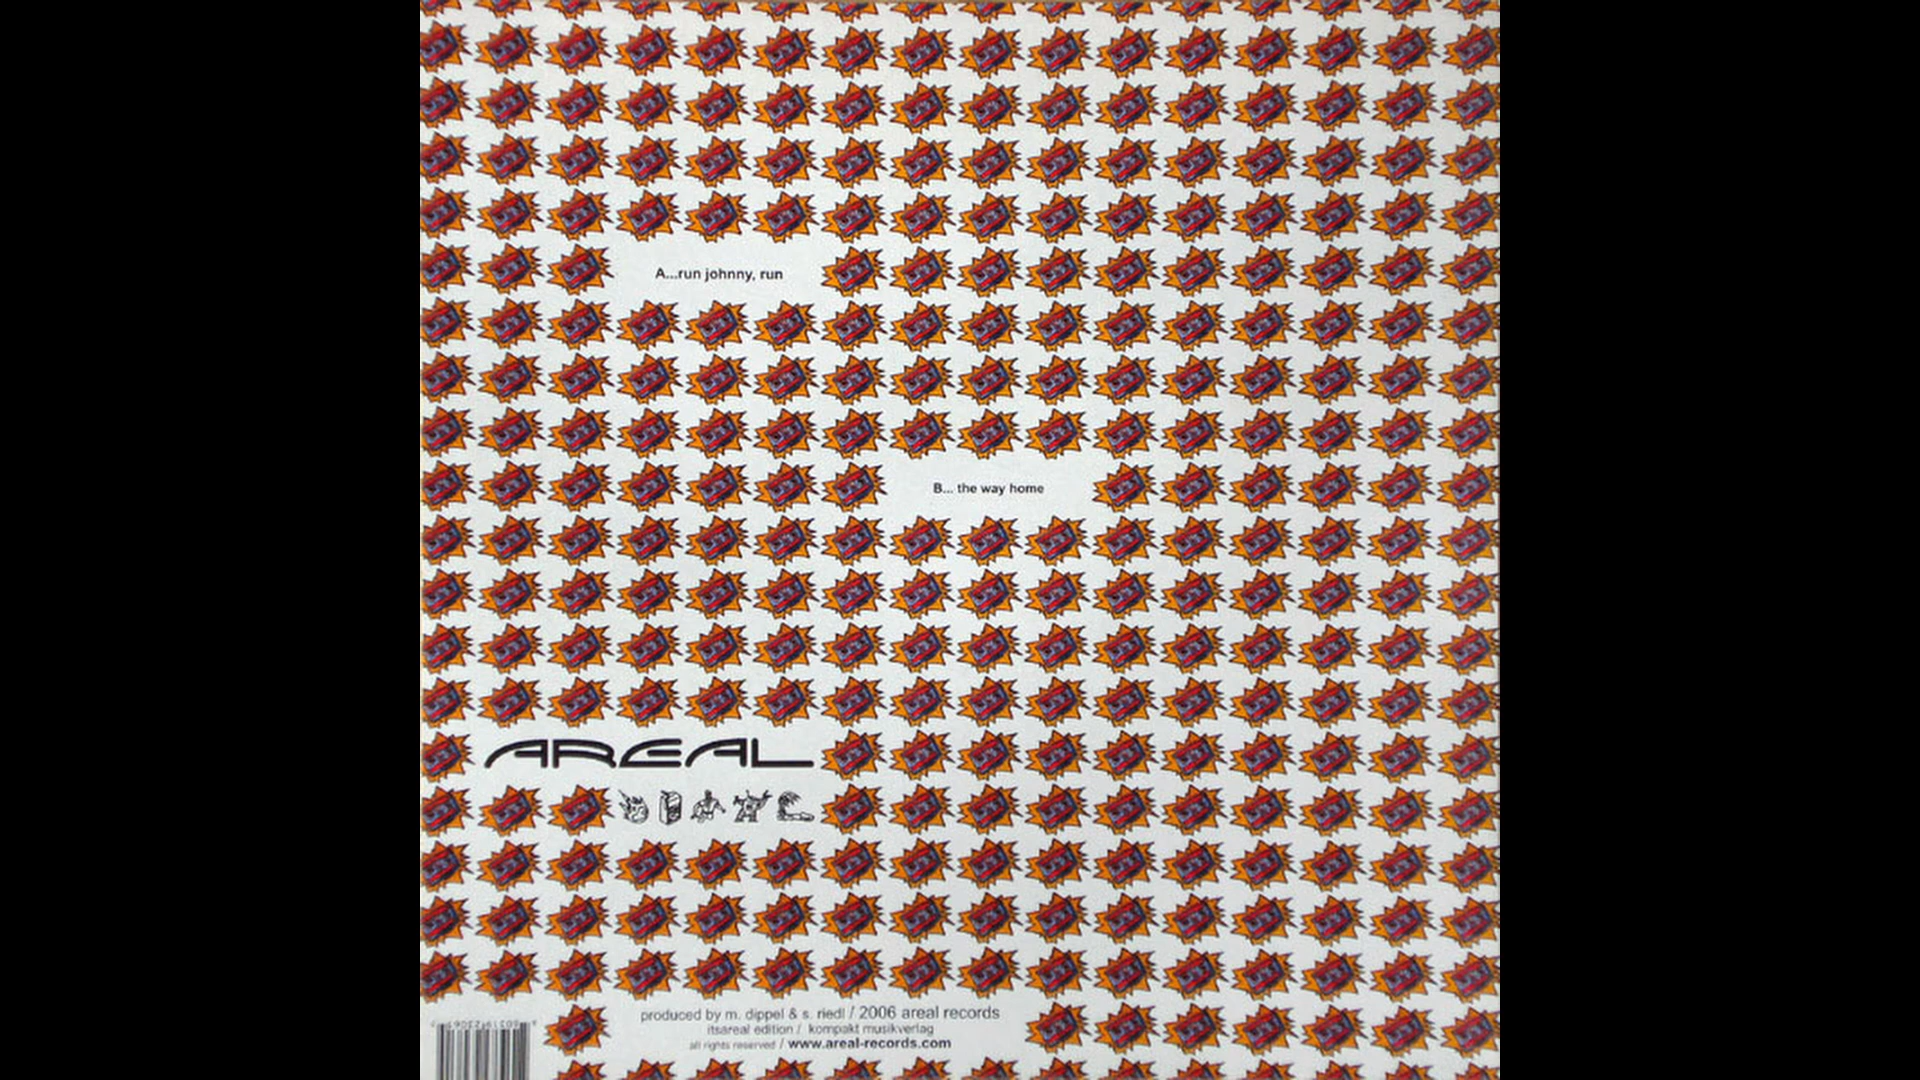 A...run johnny, run
B... the way home
AREAL
produced by m. dippel & s. riedl / 2006 areal records
itsareal edition / kompakt musikverlag
all rights reserved / www.areal-records.com